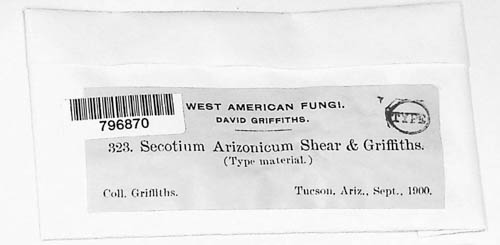 WEST AMERICAN FUNGI.
DAVID GRIFFITHS.
TYPE
796870
323. Secotium Arizonicum Shear & Griffiths.
(Type material.)
Coll. Griffiths. Tucson, Ariz., Sept., 1900.